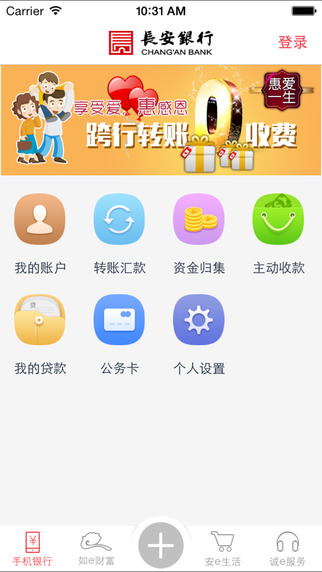 Carrier 10:31 AM
長安銀行
CHANG'AN BANK
登录
享受爱,惠感恩
惠爱一生
跨行转账0收费
我的账户 转账汇款 资金归集 主动收款
贷
¥
我的贷款 公务卡 个人设置
¥
手机银行 如e财富 安e生活 诚e服务